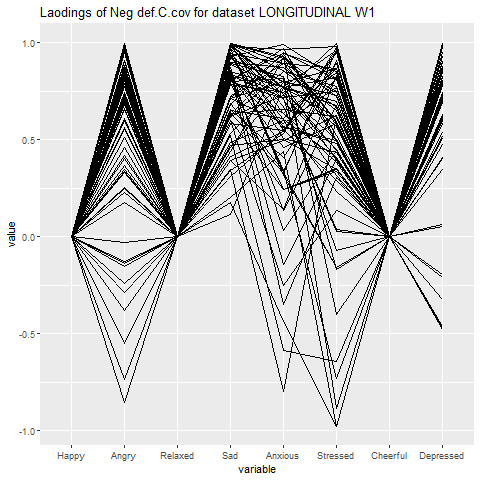 Laodings of Neg def.C.cov for dataset LONGITUDINAL W1
1.0
0.5
0.0
-0.5
-1.0
value
Happy Angry Relaxed Sad Anxious Stressed Cheerful Depressed
variable